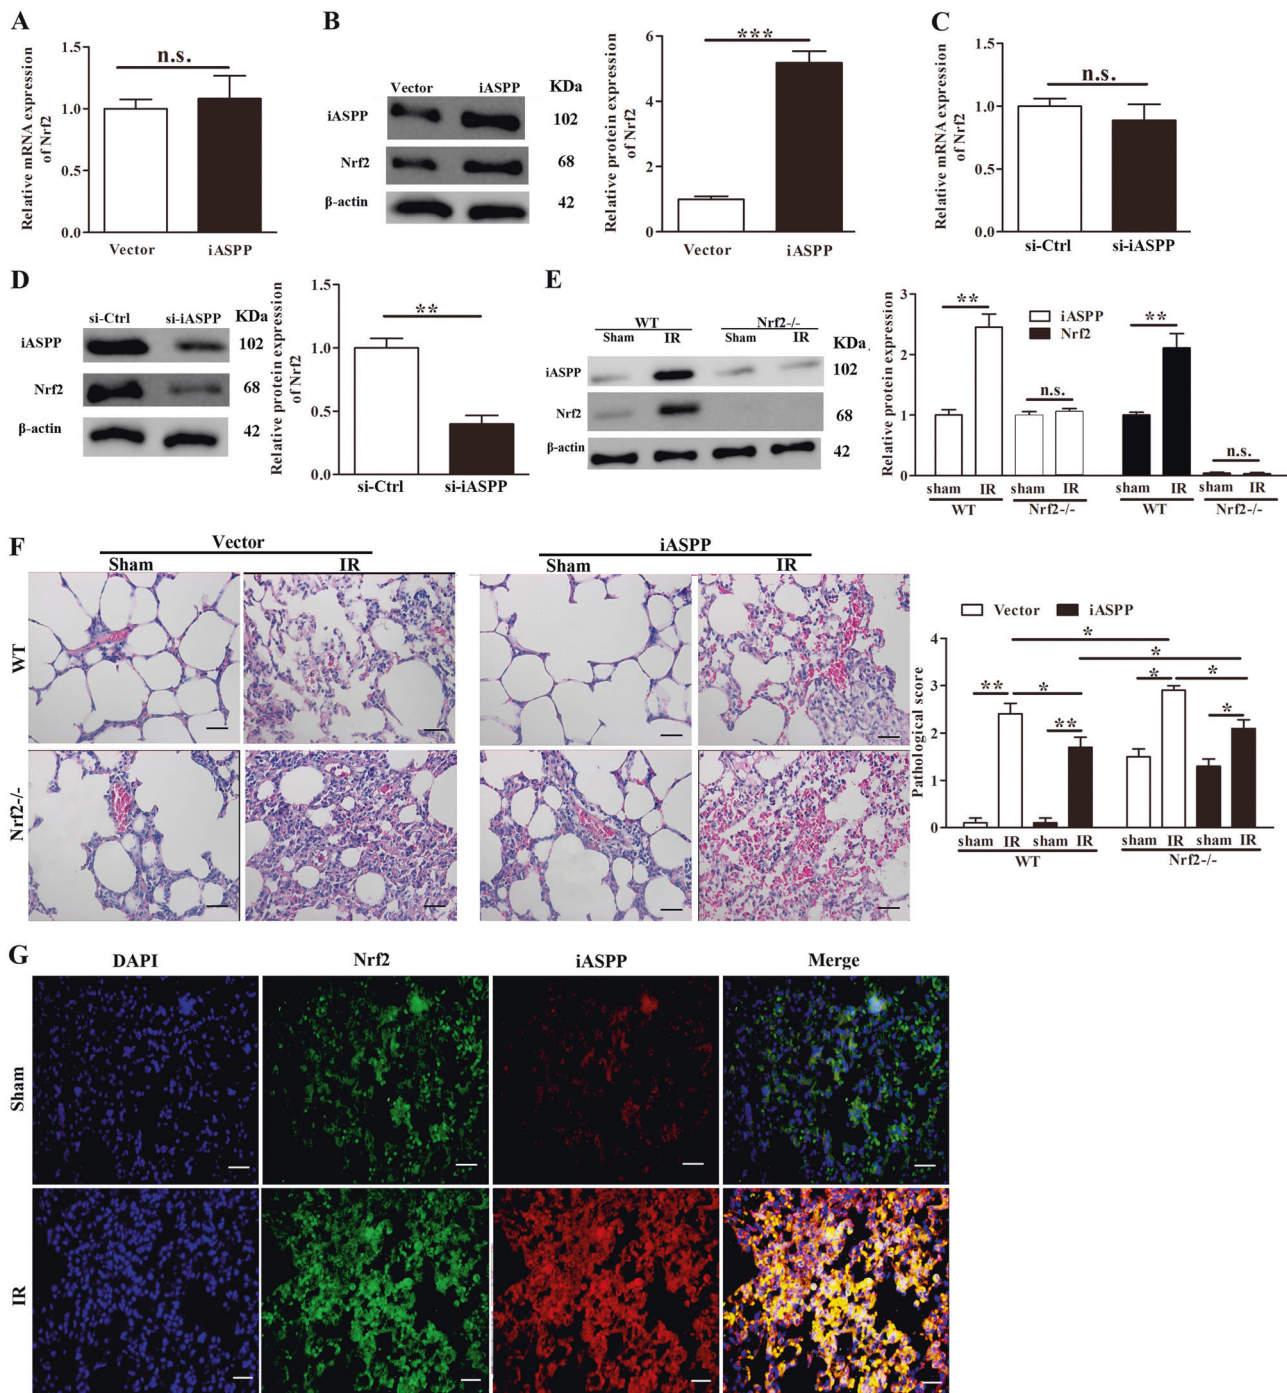 A
Relative mRNA expression
of Nrf2
1.5
1.0
0.5
0.0
n.s.
Vector
iASPP
B
Vector
iASPP
KDa
iASPP
102
Nrf2
68
β-actin
42
Relative protein expression
of Nrf2
6
4
2
0
***
Vector
iASPP
C
Relative mRNA expression
of Nrf2
1.5
1.0
0.5
0.0
n.s.
si-Ctrl
si-iASPP
D
si-Ctrl
si-iASPP
KDa
iASPP
102
Nrf2
68
β-actin
42
Relative protein expression
of Nrf2
1.5
1.0
0.5
0.0
**
si-Ctrl
si-iASPP
E
WT
Nrf2-/-
Sham
IR
Sham
IR
KDa
iASPP
102
Nrf2
68
β-actin
42
Relative protein expression
3
2
1
0
iASPP
Nrf2
**
n.s.
**
n.s.
sham IR sham IR sham IR sham IR
WT Nrf2-/- WT Nrf2-/-
F
Vector
iASPP
Sham
IR
Sham
IR
WT
Nrf2-/-
Vector
iASPP
Pathological score
4
3
2
1
0
*
*
** * * *
** *
sham IR sham IR sham IR sham IR
WT Nrf2-/-
G
DAPI
Nrf2
iASPP
Merge
Sham
IR